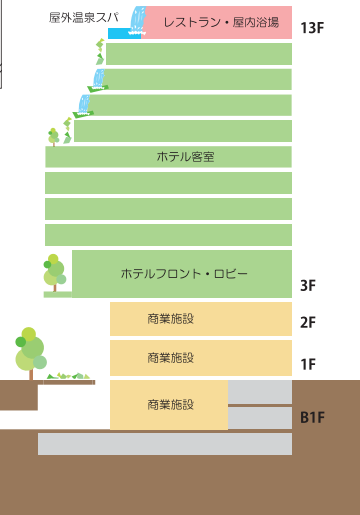 屋外温泉スパ
レストラン・屋内浴場
13F
ホテル客室
ホテルフロント・ロビー
3F
商業施設
2F
商業施設
1F
商業施設
B1F